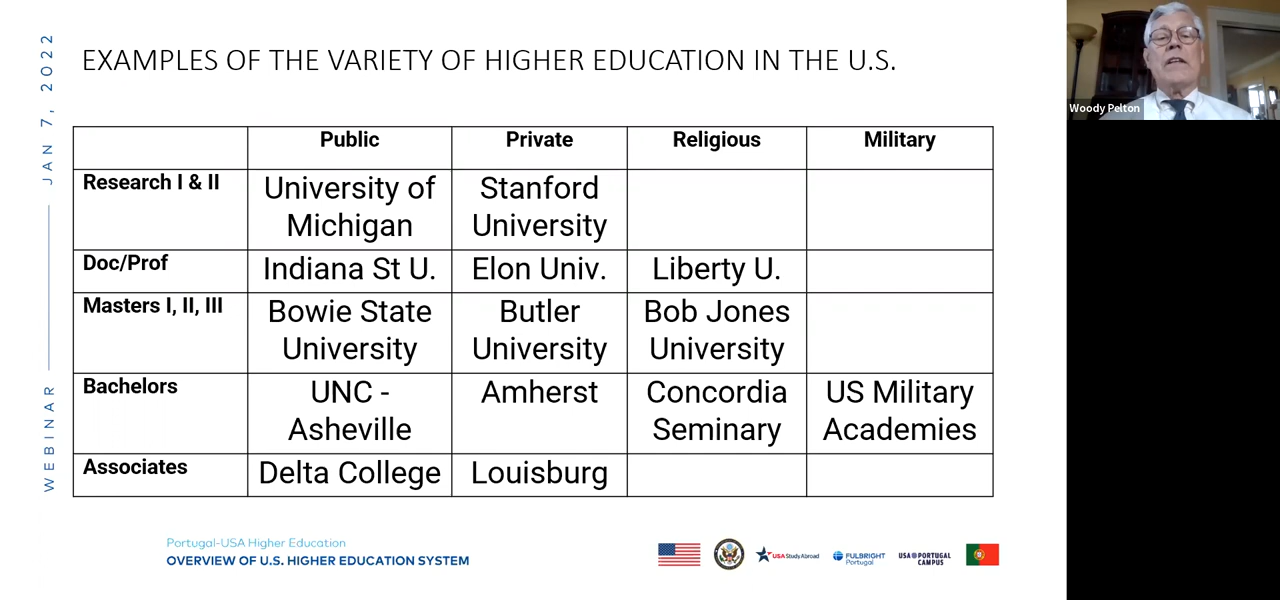 EXAMPLES OF THE VARIETY OF HIGHER EDUCATION IN THE U.S.
WEBINAR
JAN 7, 2022
Public
Private
Religious
Military
Research I & II
University of
Michigan
Stanford
University
Doc/Prof
Indiana St U.
Elon Univ.
Liberty U.
Masters I, II, III
Bowie State
University
Butler
University
Bob Jones
University
Bachelors
UNC -
Asheville
Amherst
Concordia
Seminary
US Military
Academies
Associates
Delta College
Louisburg
Portugal-USA Higher Education
OVERVIEW OF U.S. HIGHER EDUCATION SYSTEM
USA Study Abroad
FULBRIGHT
Portugal
USA@PORTUGAL
CAMPUS
Woody Pelton